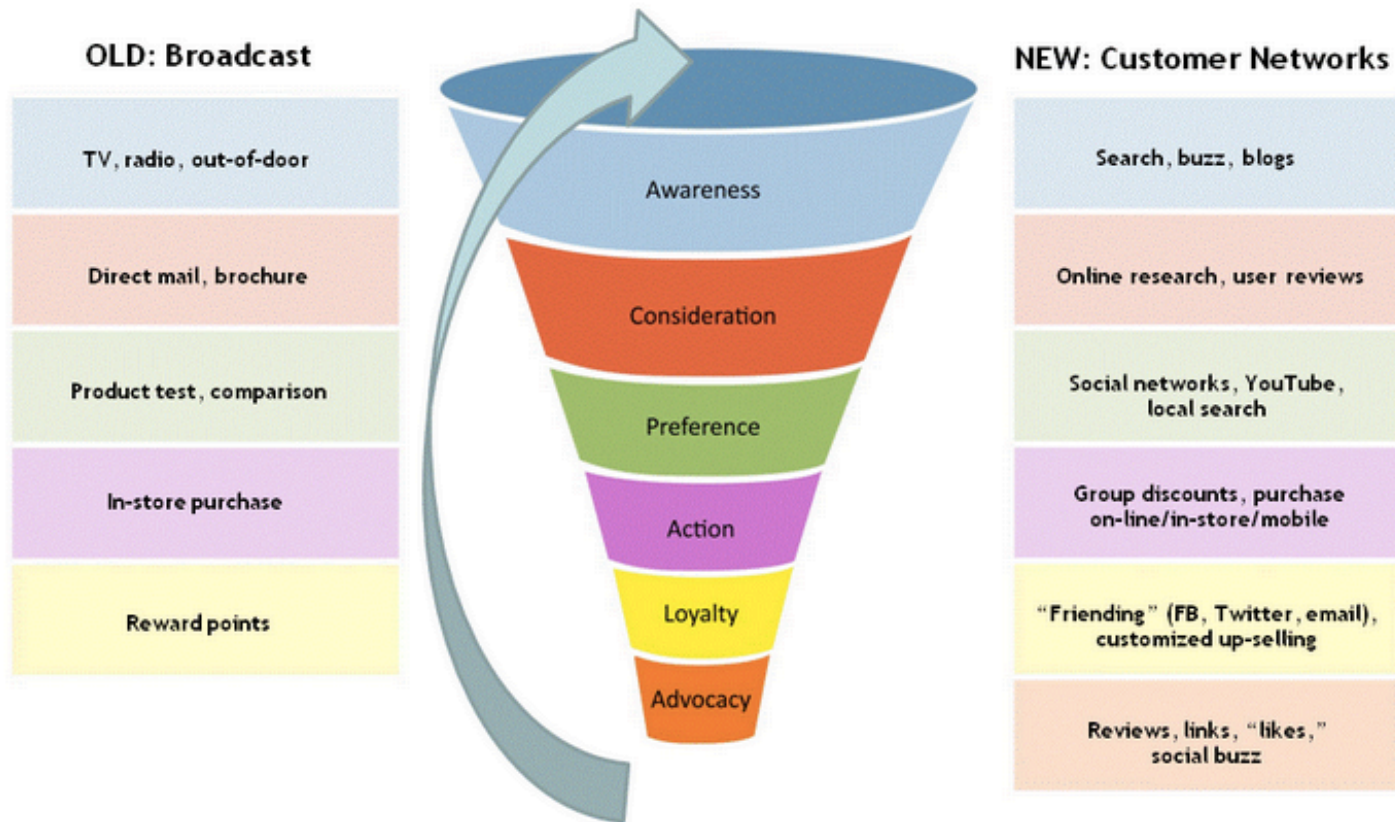 OLD: Broadcast
TV, radio, out-of-door
Direct mail, brochure
Product test, comparison
In-store purchase
Reward points
Awareness
Consideration
Preference
Action
Loyalty
Advocacy
NEW: Customer Networks
Search, buzz, blogs
Online research, user reviews
Social networks, YouTube,
local search
Group discounts, purchase
on-line/in-store/mobile
“Friending” (FB, Twitter, email),
customized up-selling
Reviews, links, “likes,”
social buzz